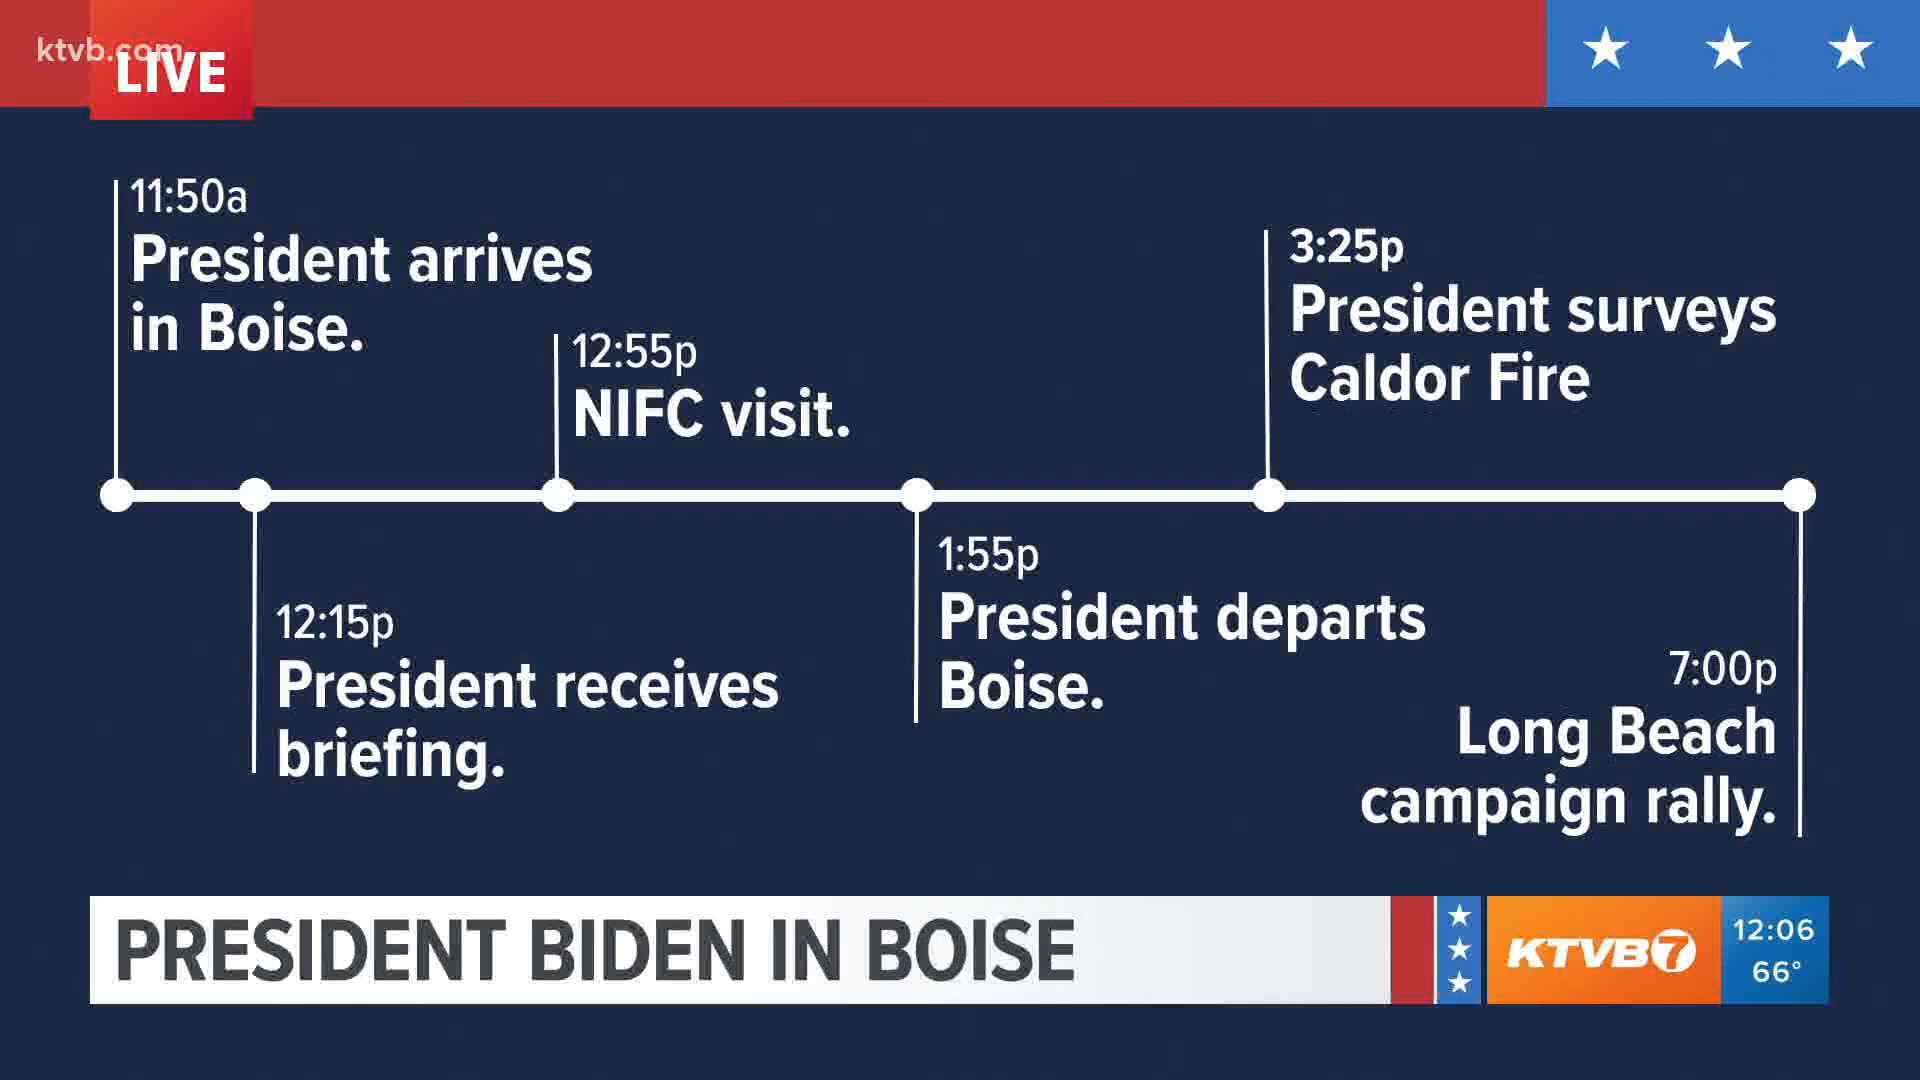 ktvb.com
LIVE
11:50a
President arrives
in Boise.
12:15p
President receives
briefing.
12:55p
NIFC visit.
1:55p
President departs
Boise.
3:25p
President surveys
Caldor Fire
7:00p
Long Beach
campaign rally.
PRESIDENT BIDEN IN BOISE
KTVB7
12:06
66°